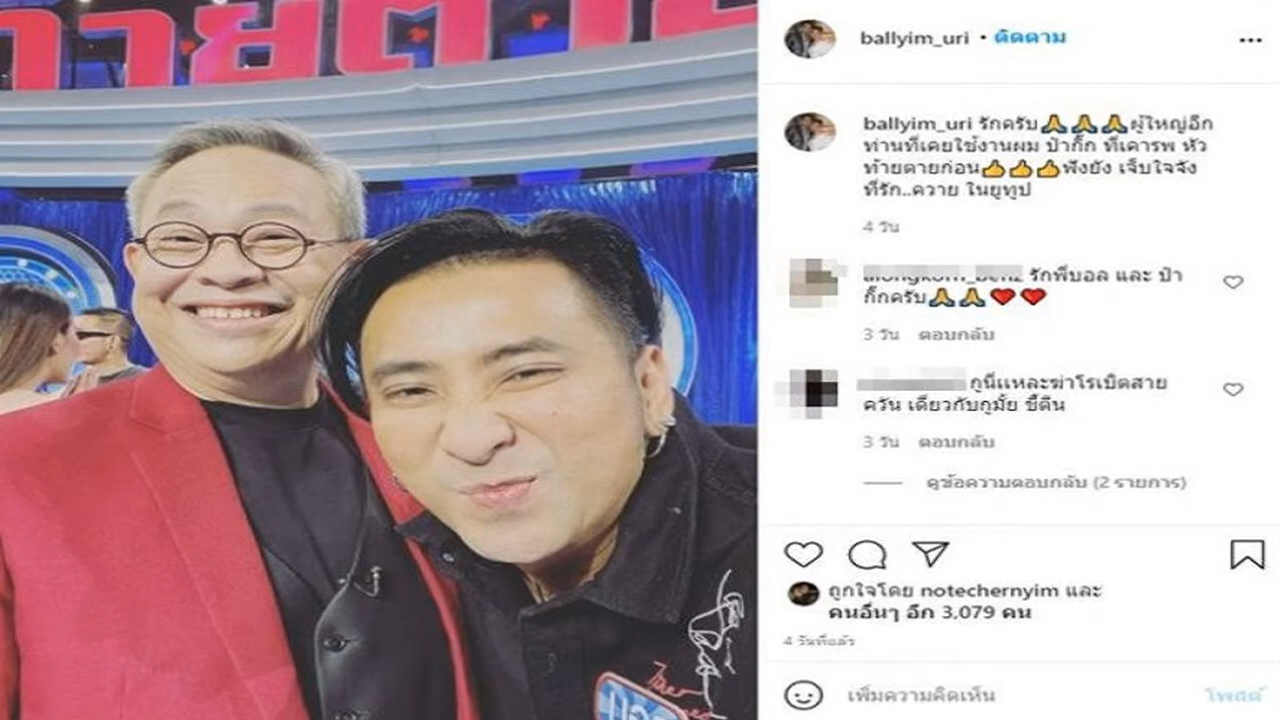 ายตาย
ballyim_uri • ติดตาม
ballyim_uri รักครับ🙏🙏🙏ผู้ใหญ่อีก
ท่านที่เคยใช้งานผม ป๋ากิ๊ก ที่เคารพ หัว
ท้ายตายก่อน👍👍👍ฟังยัง เจ็บใจจัง
ที่รัก..ควาย ในยูทูป
4 วัน
รักพี่บอล และ ป๋า
กิ๊กครับ🙏🙏❤️❤️
3 วัน ตอบกลับ
กูนี่แหละฆ่าโรเบิตสาย
ควัน เดียวกับกูมั้ย ขี้ตีน
3 วัน ตอบกลับ
ดูข้อความตอบกลับ (2 รายการ)
ถูกใจโดย notechernyim และ
คนอื่นๆ อีก 3,079 คน
4 วันที่แล้ว
เพิ่มความคิดเห็น โพสต์